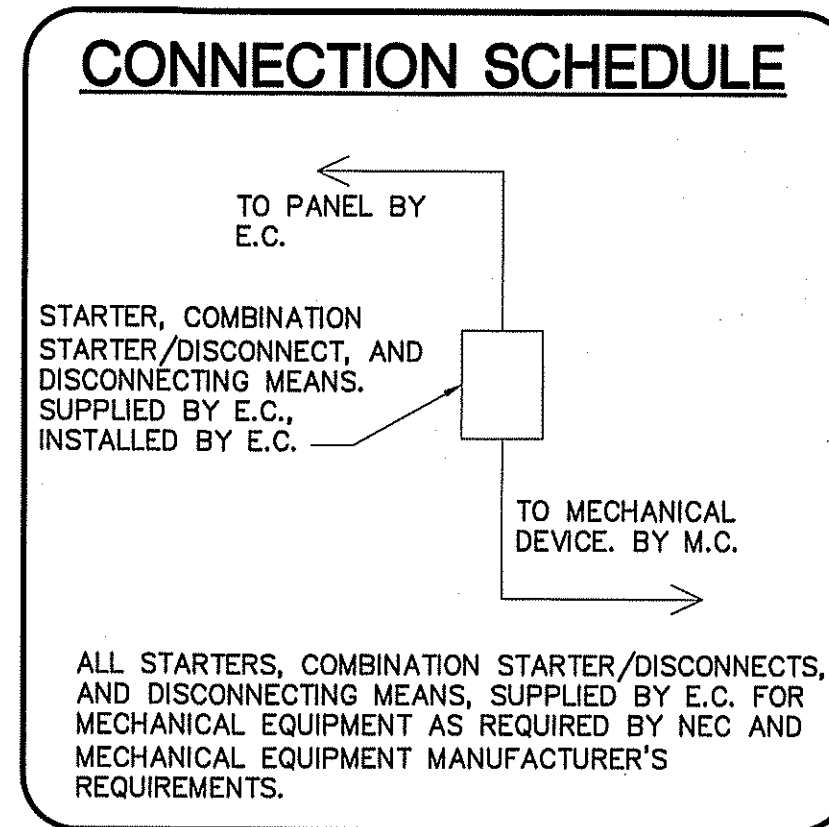 CONNECTION SCHEDULE
TO PANEL BY
E.C.
STARTER, COMBINATION
STARTER/DISCONNECT, AND
DISCONNECTING MEANS.
SUPPLIED BY E.C.,
INSTALLED BY E.C.
TO MECHANICAL
DEVICE. BY M.C.
ALL STARTERS, COMBINATION STARTER/DISCONNECTS,
AND DISCONNECTING MEANS, SUPPLIED BY E.C. FOR
MECHANICAL EQUIPMENT AS REQUIRED BY NEC AND
MECHANICAL EQUIPMENT MANUFACTURER'S
REQUIREMENTS.